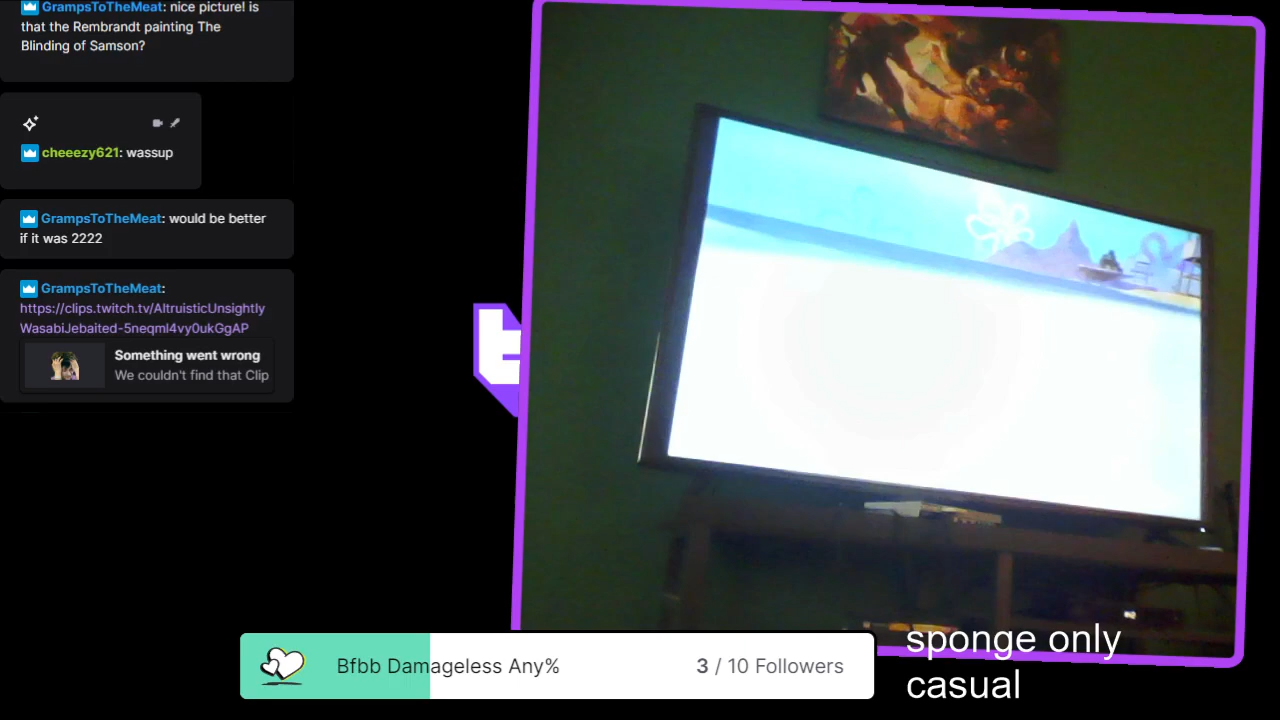 GrampsToTheMeat: nice picture! is
that the Rembrandt painting The
Blinding of Samson?
cheeezy621: wassup
GrampsToTheMeat: would be better
if it was 2222
GrampsToTheMeat:
https://clips.twitch.tv/AltruisticUnsightly
WasabiJebaited-5neqml4vy0ukGgAP
Something went wrong
We couldn't find that Clip
Bfbb Damageless Any%
3 / 10 Followers
sponge only
casual